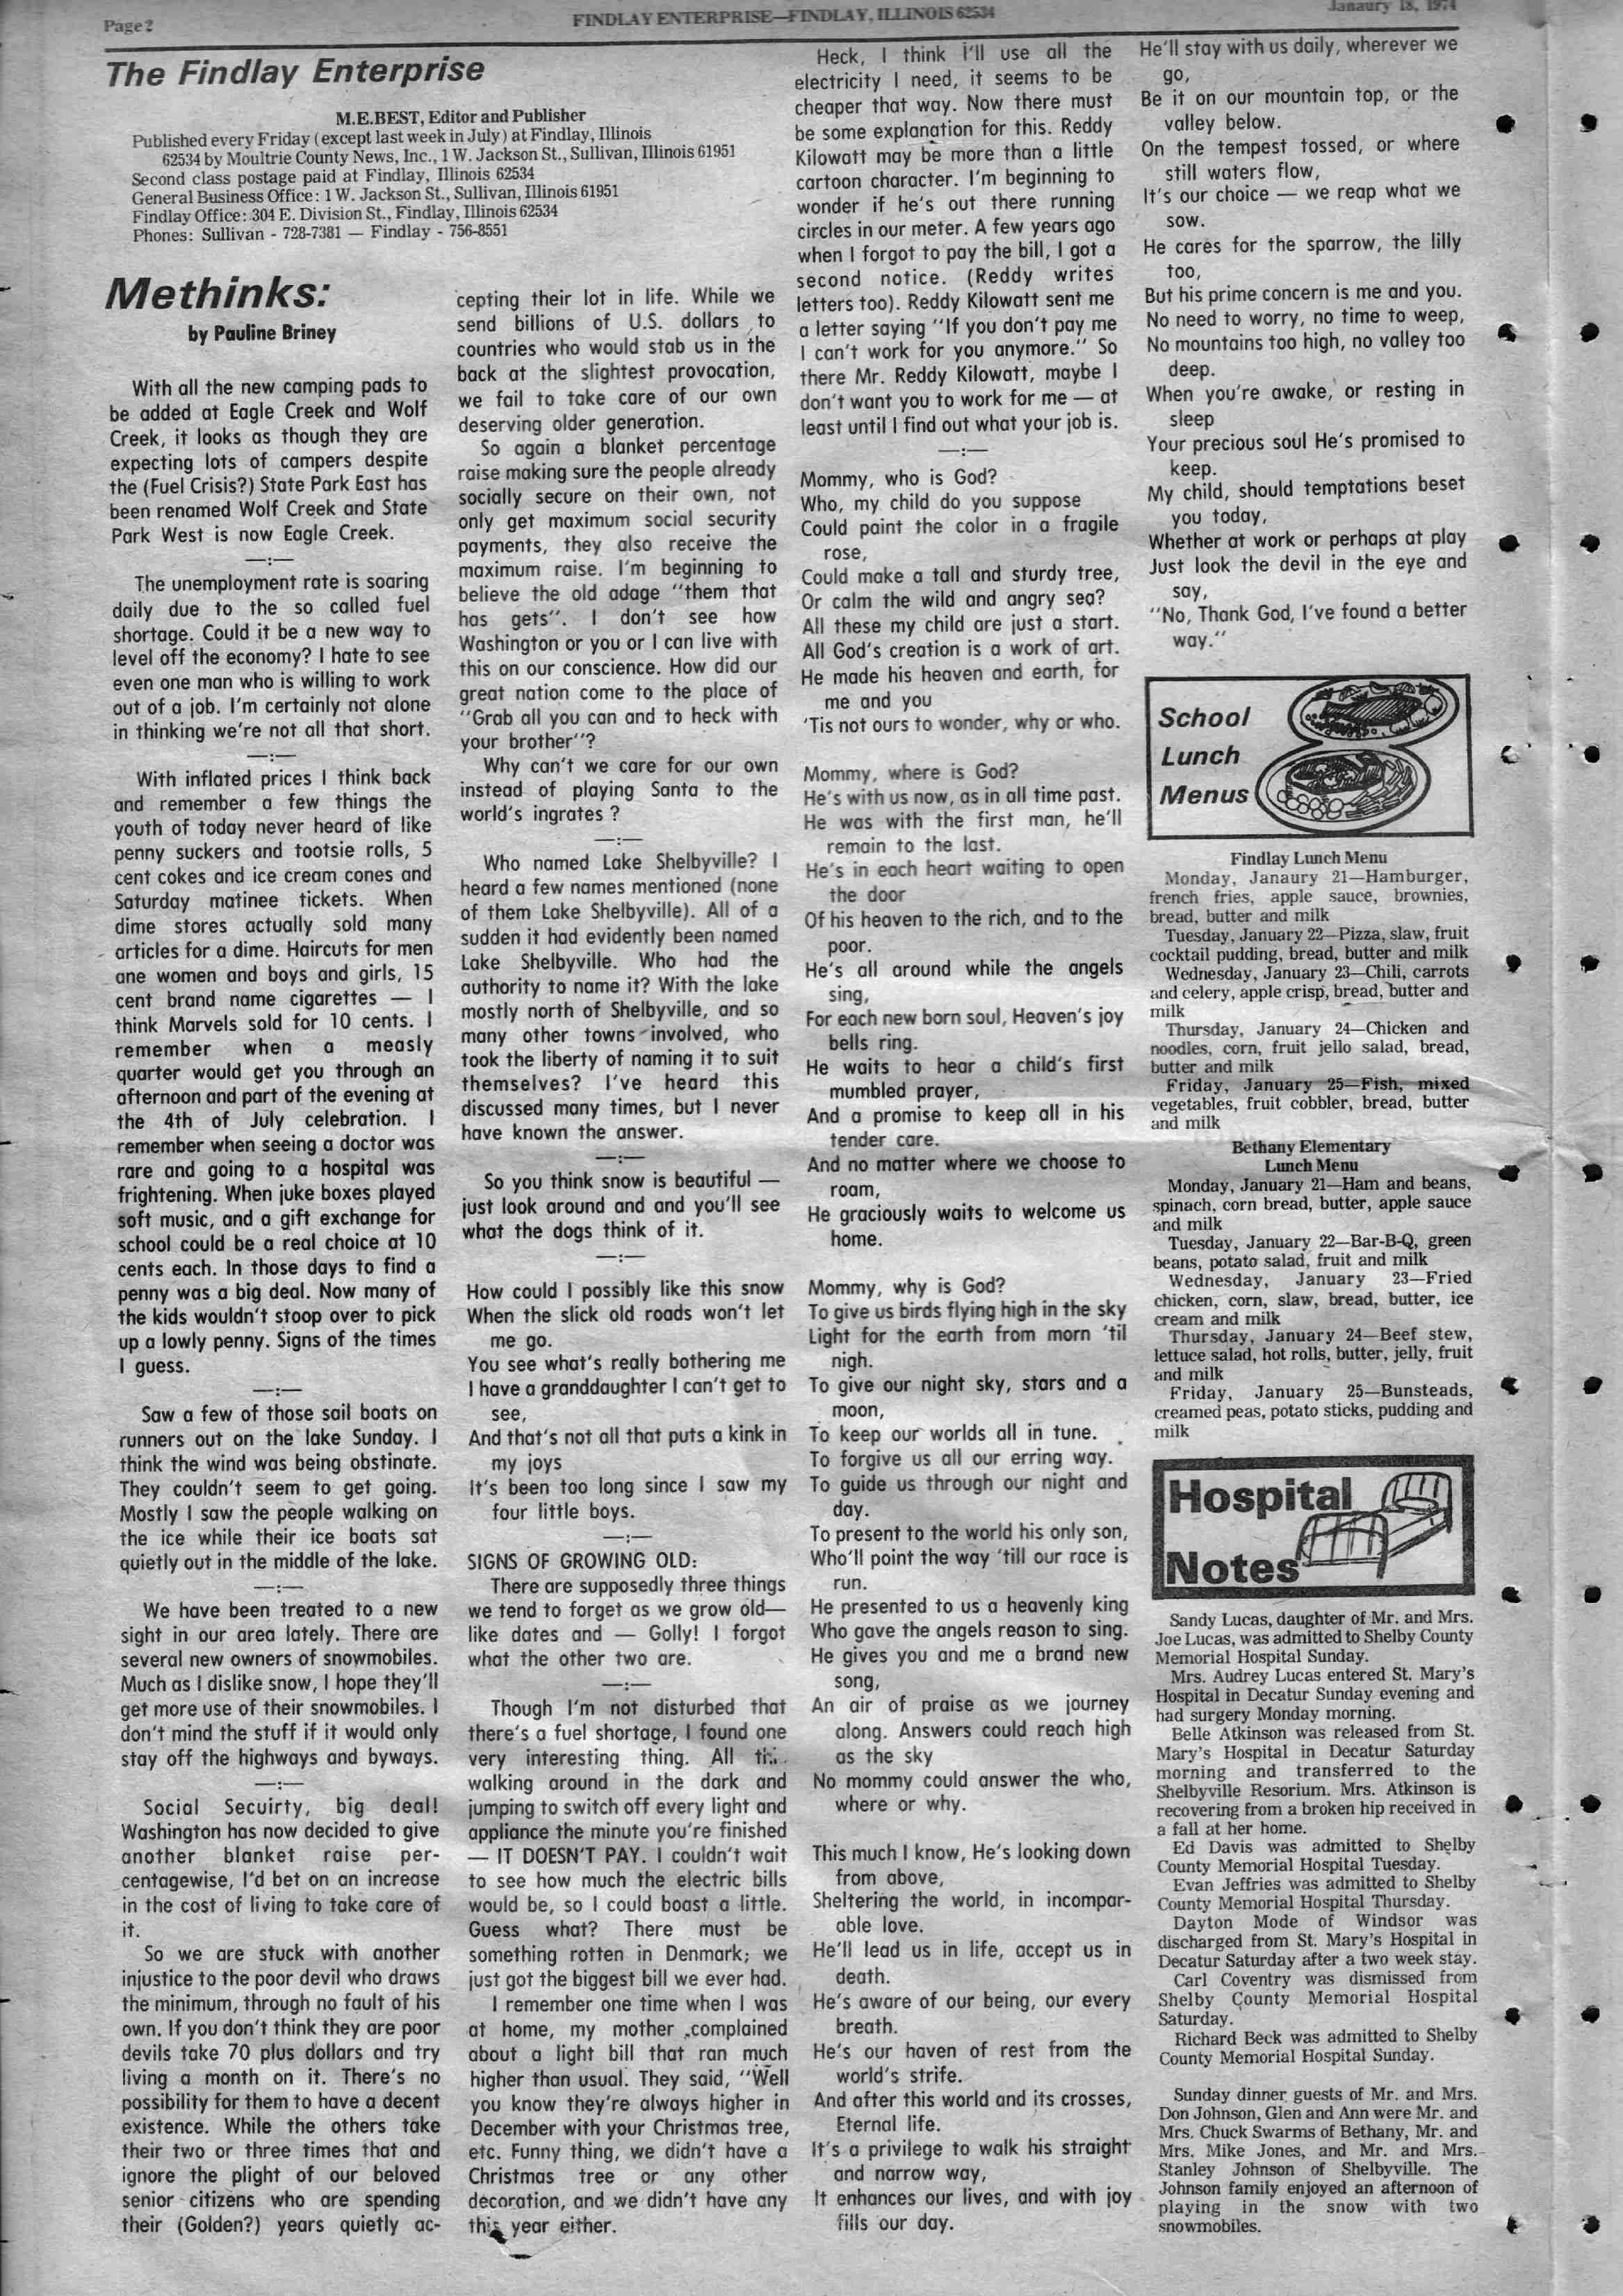 Page 2
FINDLAY ENTERPRISE—FINDLAY, ILLINOIS 62534
Janaury 18, 1974
The Findlay Enterprise
M.E.BEST, Editor and Publisher
Published every Friday (except last week in July) at Findlay, Illinois
62534 by Moultrie County News, Inc., 1 W. Jackson St., Sullivan, Illinois 61951
Second class postage paid at Findlay, Illinois 62534
General Business Office: 1 W. Jackson St., Sullivan, Illinois 61951
Findlay Office: 304 E. Division St., Findlay, Illinois 62534
Phones: Sullivan - 728-7381 — Findlay - 756-8551
Methinks:
by Pauline Briney
With all the new camping pads to
be added at Eagle Creek and Wolf
Creek, it looks as though they are
expecting lots of campers despite
the (Fuel Crisis?) State Park East has
been renamed Wolf Creek and State
Park West is now Eagle Creek.
—:—
The unemployment rate is soaring
daily due to the so called fuel
shortage. Could it be a new way to
level off the economy? I hate to see
even one man who is willing to work
out of a job. I'm certainly not alone
in thinking we're not all that short.
—:—
With inflated prices I think back
and remember a few things the
youth of today never heard of like
penny suckers and tootsie rolls, 5
cent cokes and ice cream cones and
Saturday matinee tickets. When
dime stores actually sold many
articles for a dime. Haircuts for men
ane women and boys and girls, 15
cent brand name cigarettes — I
think Marvels sold for 10 cents. I
remember when a measly
quarter would get you through an
afternoon and part of the evening at
the 4th of July celebration. I
remember when seeing a doctor was
rare and going to a hospital was
frightening. When juke boxes played
soft music, and a gift exchange for
school could be a real choice at 10
cents each. In those days to find a
penny was a big deal. Now many of
the kids wouldn't stoop over to pick
up a lowly penny. Signs of the times
I guess.
—:—
Saw a few of those sail boats on
runners out on the lake Sunday. I
think the wind was being obstinate.
They couldn't seem to get going.
Mostly I saw the people walking on
the ice while their ice boats sat
quietly out in the middle of the lake.
—:—
We have been treated to a new
sight in our area lately. There are
several new owners of snowmobiles.
Much as I dislike snow, I hope they'll
get more use of their snowmobiles. I
don't mind the stuff if it would only
stay off the highways and byways.
—:—
Social Secuirty, big deal!
Washington has now decided to give
another blanket raise per-
centagewise, I'd bet on an increase
in the cost of living to take care of
it.
So we are stuck with another
injustice to the poor devil who draws
the minimum, through no fault of his
own. If you don't think they are poor
devils take 70 plus dollars and try
living a month on it. There's no
possibility for them to have a decent
existence. While the others take
their two or three times that and
ignore the plight of our beloved
senior citizens who are spending
their (Golden?) years quietly ac-
cepting their lot in life. While we
send billions of U.S. dollars to
countries who would stab us in the
back at the slightest provocation,
we fail to take care of our own
deserving older generation.
So again a blanket percentage
raise making sure the people already
socially secure on their own, not
only get maximum social security
payments, they also receive the
maximum raise. I'm beginning to
believe the old adage "them that
has gets". I don't see how
Washington or you or I can live with
this on our conscience. How did our
great nation come to the place of
"Grab all you can and to heck with
your brother"?
Why can't we care for our own
instead of playing Santa to the
world's ingrates ?
—:—
Who named Lake Shelbyville? I
heard a few names mentioned (none
of them Lake Shelbyville). All of a
sudden it had evidently been named
Lake Shelbyville. Who had the
authority to name it? With the lake
mostly north of Shelbyville, and so
many other towns involved, who
took the liberty of naming it to suit
themselves? I've heard this
discussed many times, but I never
have known the answer.
—:—
So you think snow is beautiful —
just look around and and you'll see
what the dogs think of it.
—:—
How could I possibly like this snow
When the slick old roads won't let
me go.
You see what's really bothering me
I have a granddaughter I can't get to
see,
And that's not all that puts a kink in
my joys
It's been too long since I saw my
four little boys.
—:—
SIGNS OF GROWING OLD:
There are supposedly three things
we tend to forget as we grow old—
like dates and — Golly! I forgot
what the other two are.
—:—
Though I'm not disturbed that
there's a fuel shortage, I found one
very interesting thing. All
walking around in the dark and
jumping to switch off every light and
appliance the minute you're finished
— IT DOESN'T PAY. I couldn't wait
to see how much the electric bills
would be, so I could boast a little.
Guess what? There must be
something rotten in Denmark; we
just got the biggest bill we ever had.
I remember one time when I was
at home, my mother complained
about a light bill that ran much
higher than usual. They said, "Well
you know they're always higher in
December with your Christmas tree,
etc. Funny thing, we didn't have a
Christmas tree or any other
decoration, and we didn't have any
this year either.
Heck, I think I'll use all the
electricity I need, it seems to be
cheaper that way. Now there must
be some explanation for this. Reddy
Kilowatt may be more than a little
cartoon character. I'm beginning to
wonder if he's out there running
circles in our meter. A few years ago
when I forgot to pay the bill, I got a
second notice. (Reddy writes
letters too). Reddy Kilowatt sent me
a letter saying "If you don't pay me
I can't work for you anymore." So
there Mr. Reddy Kilowatt, maybe I
don't want you to work for me — at
least until I find out what your job is.
—:—
Mommy, who is God?
Who, my child do you suppose
Could paint the color in a fragile
rose,
Could make a tall and sturdy tree,
Or calm the wild and angry sea?
All these my child are just a start.
All God's creation is a work of art.
He made his heaven and earth, for
me and you
'Tis not ours to wonder, why or who.
Mommy, where is God?
He's with us now, as in all time past.
He was with the first man, he'll
remain to the last.
He's in each heart waiting to open
the door
Of his heaven to the rich, and to the
poor.
He's all around while the angels
sing,
For each new born soul, Heaven's joy
bells ring.
He waits to hear a child's first
mumbled prayer,
And a promise to keep all in his
tender care.
And no matter where we choose to
roam,
He graciously waits to welcome us
home.
Mommy, why is God?
To give us birds flying high in the sky
Light for the earth from morn 'til
nigh.
To give our night sky, stars and a
moon,
To keep our worlds all in tune.
To forgive us all our erring way.
To guide us through our night and
day.
To present to the world his only son,
Who'll point the way 'till our race is
run.
He presented to us a heavenly king
Who gave the angels reason to sing.
He gives you and me a brand new
song,
An air of praise as we journey
along. Answers could reach high
as the sky
No mommy could answer the who,
where or why.
This much I know, He's looking down
from above,
Sheltering the world, in incompar-
able love.
He'll lead us in life, accept us in
death.
He's aware of our being, our every
breath.
He's our haven of rest from the
world's strife.
And after this world and its crosses,
Eternal life.
It's a privilege to walk his straight
and narrow way,
It enhances our lives, and with joy
fills our day.
He'll stay with us daily, wherever we
go,
Be it on our mountain top, or the
valley below.
On the tempest tossed, or where
still waters flow,
It's our choice — we reap what we
sow.
He cares for the sparrow, the lilly
too,
But his prime concern is me and you.
No need to worry, no time to weep,
No mountains too high, no valley too
deep.
When you're awake, or resting in
sleep
Your precious soul He's promised to
keep.
My child, should temptations beset
you today,
Whether at work or perhaps at play
Just look the devil in the eye and
say,
"No, Thank God, I've found a better
way."
School
Lunch
Menus
Findlay Lunch Menu
Monday, Janaury 21—Hamburger,
french fries, apple sauce, brownies,
bread, butter and milk
Tuesday, January 22—Pizza, slaw, fruit
cocktail pudding, bread, butter and milk
Wednesday, January 23—Chili, carrots
and celery, apple crisp, bread, butter and
milk
Thursday, January 24—Chicken and
noodles, corn, fruit jello salad, bread,
butter and milk
Friday, January 25—Fish, mixed
vegetables, fruit cobbler, bread, butter
and milk
Bethany Elementary
Lunch Menu
Monday, January 21—Ham and beans,
spinach, corn bread, butter, apple sauce
and milk
Tuesday, January 22—Bar-B-Q, green
beans, potato salad, fruit and milk
Wednesday, January 23—Fried
chicken, corn, slaw, bread, butter, ice
cream and milk
Thursday, January 24—Beef stew,
lettuce salad, hot rolls, butter, jelly, fruit
and milk
Friday, January 25—Bunsteads,
creamed peas, potato sticks, pudding and
milk
Hospital
Notes
Sandy Lucas, daughter of Mr. and Mrs.
Joe Lucas, was admitted to Shelby County
Memorial Hospital Sunday.
Mrs. Audrey Lucas entered St. Mary's
Hospital in Decatur Sunday evening and
had surgery Monday morning.
Belle Atkinson was released from St.
Mary's Hospital in Decatur Saturday
morning and transferred to the
Shelbyville Resorium. Mrs. Atkinson is
recovering from a broken hip received in
a fall at her home.
Ed Davis was admitted to Shelby
County Memorial Hospital Tuesday.
Evan Jeffries was admitted to Shelby
County Memorial Hospital Thursday.
Dayton Mode of Windsor was
discharged from St. Mary's Hospital in
Decatur Saturday after a two week stay.
Carl Coventry was dismissed from
Shelby County Memorial Hospital
Saturday.
Richard Beck was admitted to Shelby
County Memorial Hospital Sunday.
Sunday dinner guests of Mr. and Mrs.
Don Johnson, Glen and Ann were Mr. and
Mrs. Chuck Swarms of Bethany, Mr. and
Mrs. Mike Jones, and Mr. and Mrs.
Stanley Johnson of Shelbyville. The
Johnson family enjoyed an afternoon of
playing in the snow with two
snowmobiles.